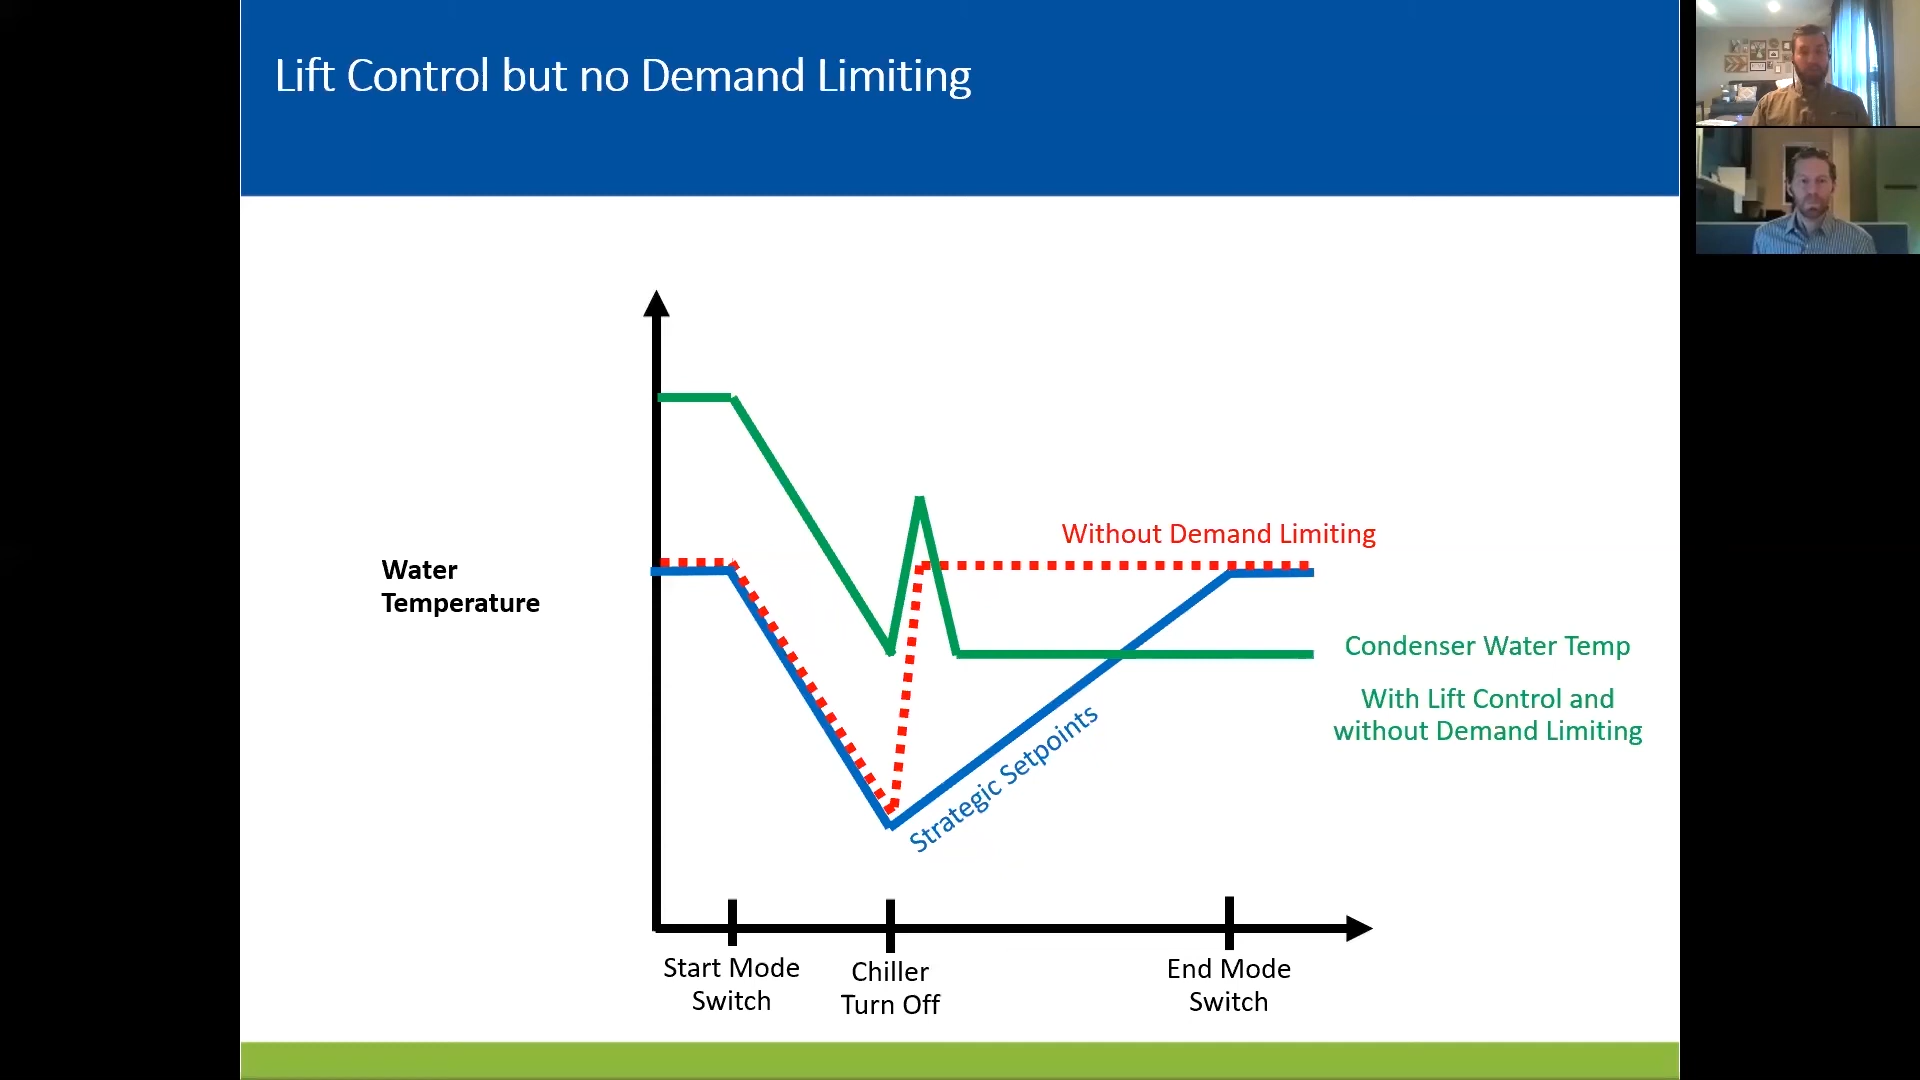 Lift Control but no Demand Limiting
Without Demand Limiting
Water
Temperature
Condenser Water Temp
With Lift Control and
without Demand Limiting
Strategic Setpoints
Start Mode
Switch
Chiller
Turn Off
End Mode
Switch